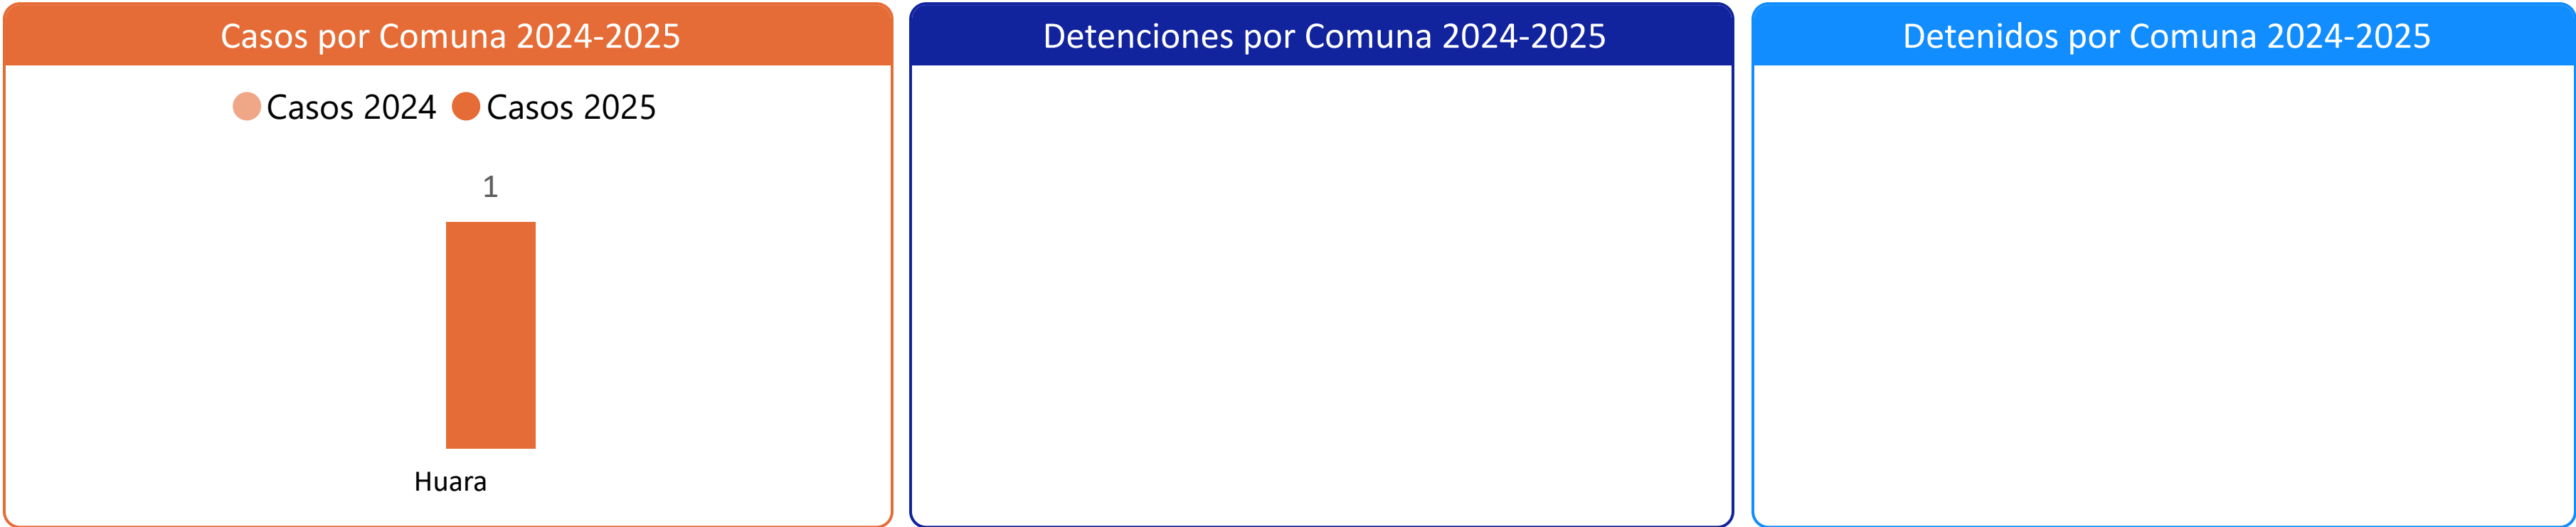 Casos por Comuna 2024-2025
Casos 2024 Casos 2025
1
Huara
Detenciones por Comuna 2024-2025
Detenidos por Comuna 2024-2025